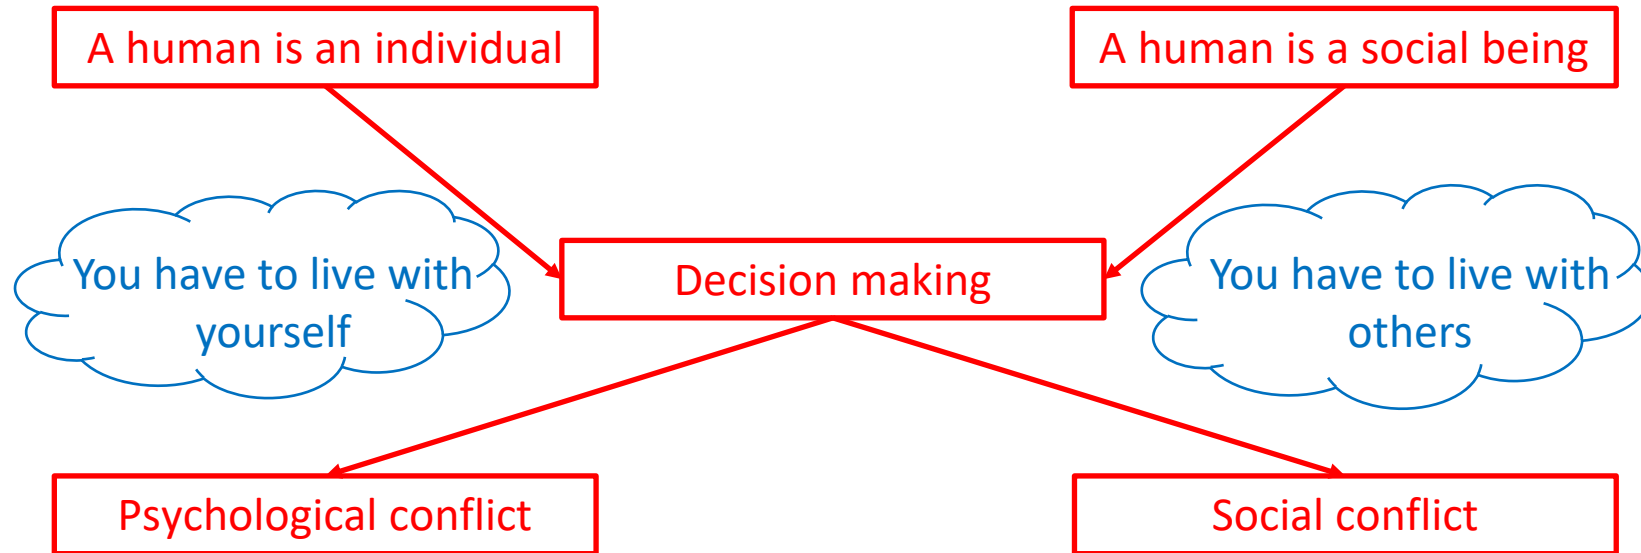 A human is an individual
A human is a social being
You have to live with
yourself
Decision making
You have to live with
others
Psychological conflict
Social conflict